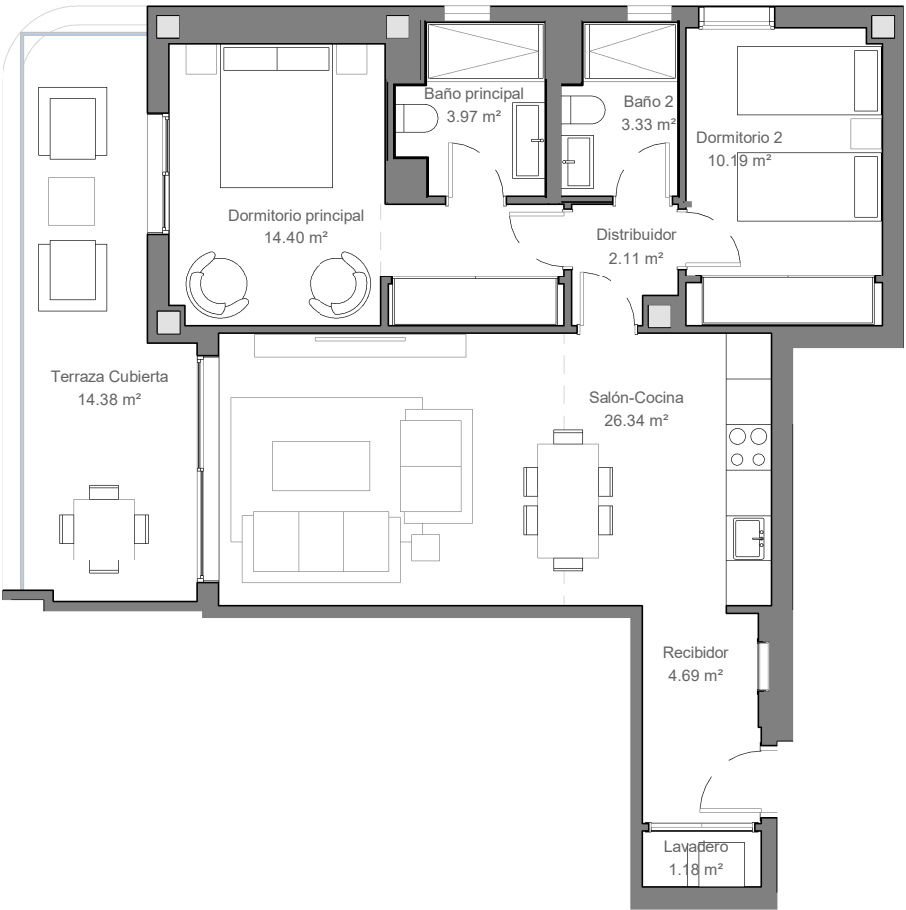 Baño principal
3.97 m²
Baño 2
3.33 m²
Dormitorio 2
10.19 m²
Dormitorio principal
14.40 m²
Distribuidor
2.11 m²
Terraza Cubierta
14.38 m²
Salón-Cocina
26.34 m²
Recibidor
4.69 m²
Lavadero
1.18 m²